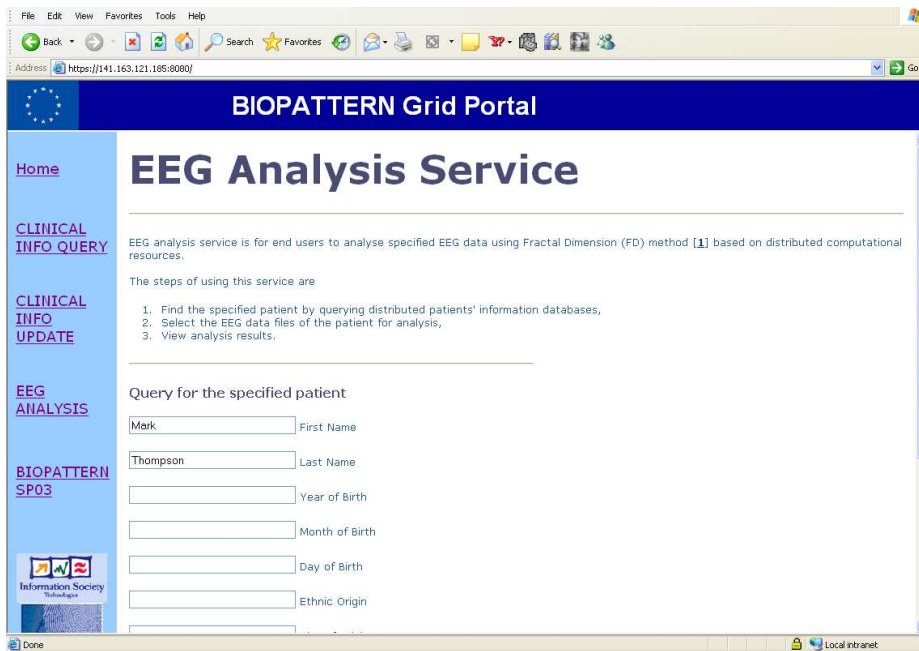 File Edit View Favorites Tools Help
Back Search Favorites
Address https://141.163.121.185:8080/ Go
BIOPATTERN Grid Portal
Home
CLINICAL
INFO QUERY
CLINICAL
INFO
UPDATE
EEG
ANALYSIS
BIOPATTERN
SP03
Information Society
Technologies
EEG Analysis Service
EEG analysis service is for end users to analyse specified EEG data using Fractal Dimension (FD) method [1] based on distributed computational
resources.
The steps of using this service are
1. Find the specified patient by querying distributed patients' information databases,
2. Select the EEG data files of the patient for analysis,
3. View analysis results.
Query for the specified patient
Mark First Name
Thompson Last Name
Year of Birth
Month of Birth
Day of Birth
Ethnic Origin
Done Local intranet